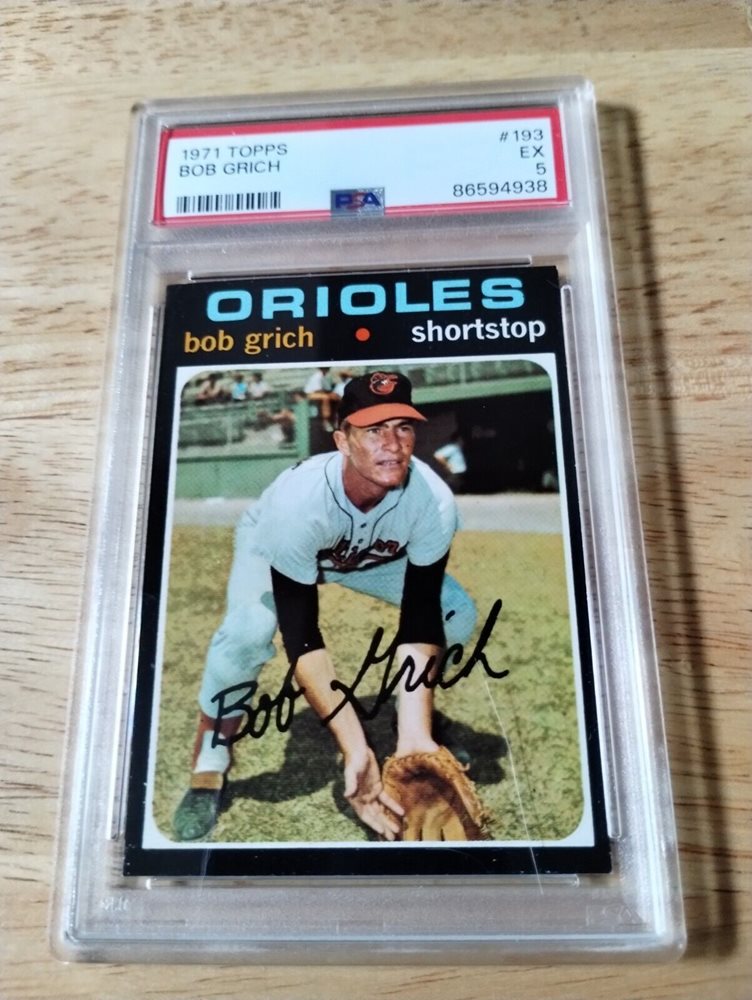 1971 TOPPS #193
BOB GRICH EX
5
PSA 86594938
ORIOLES
bob grich • shortstop
Bob Grich